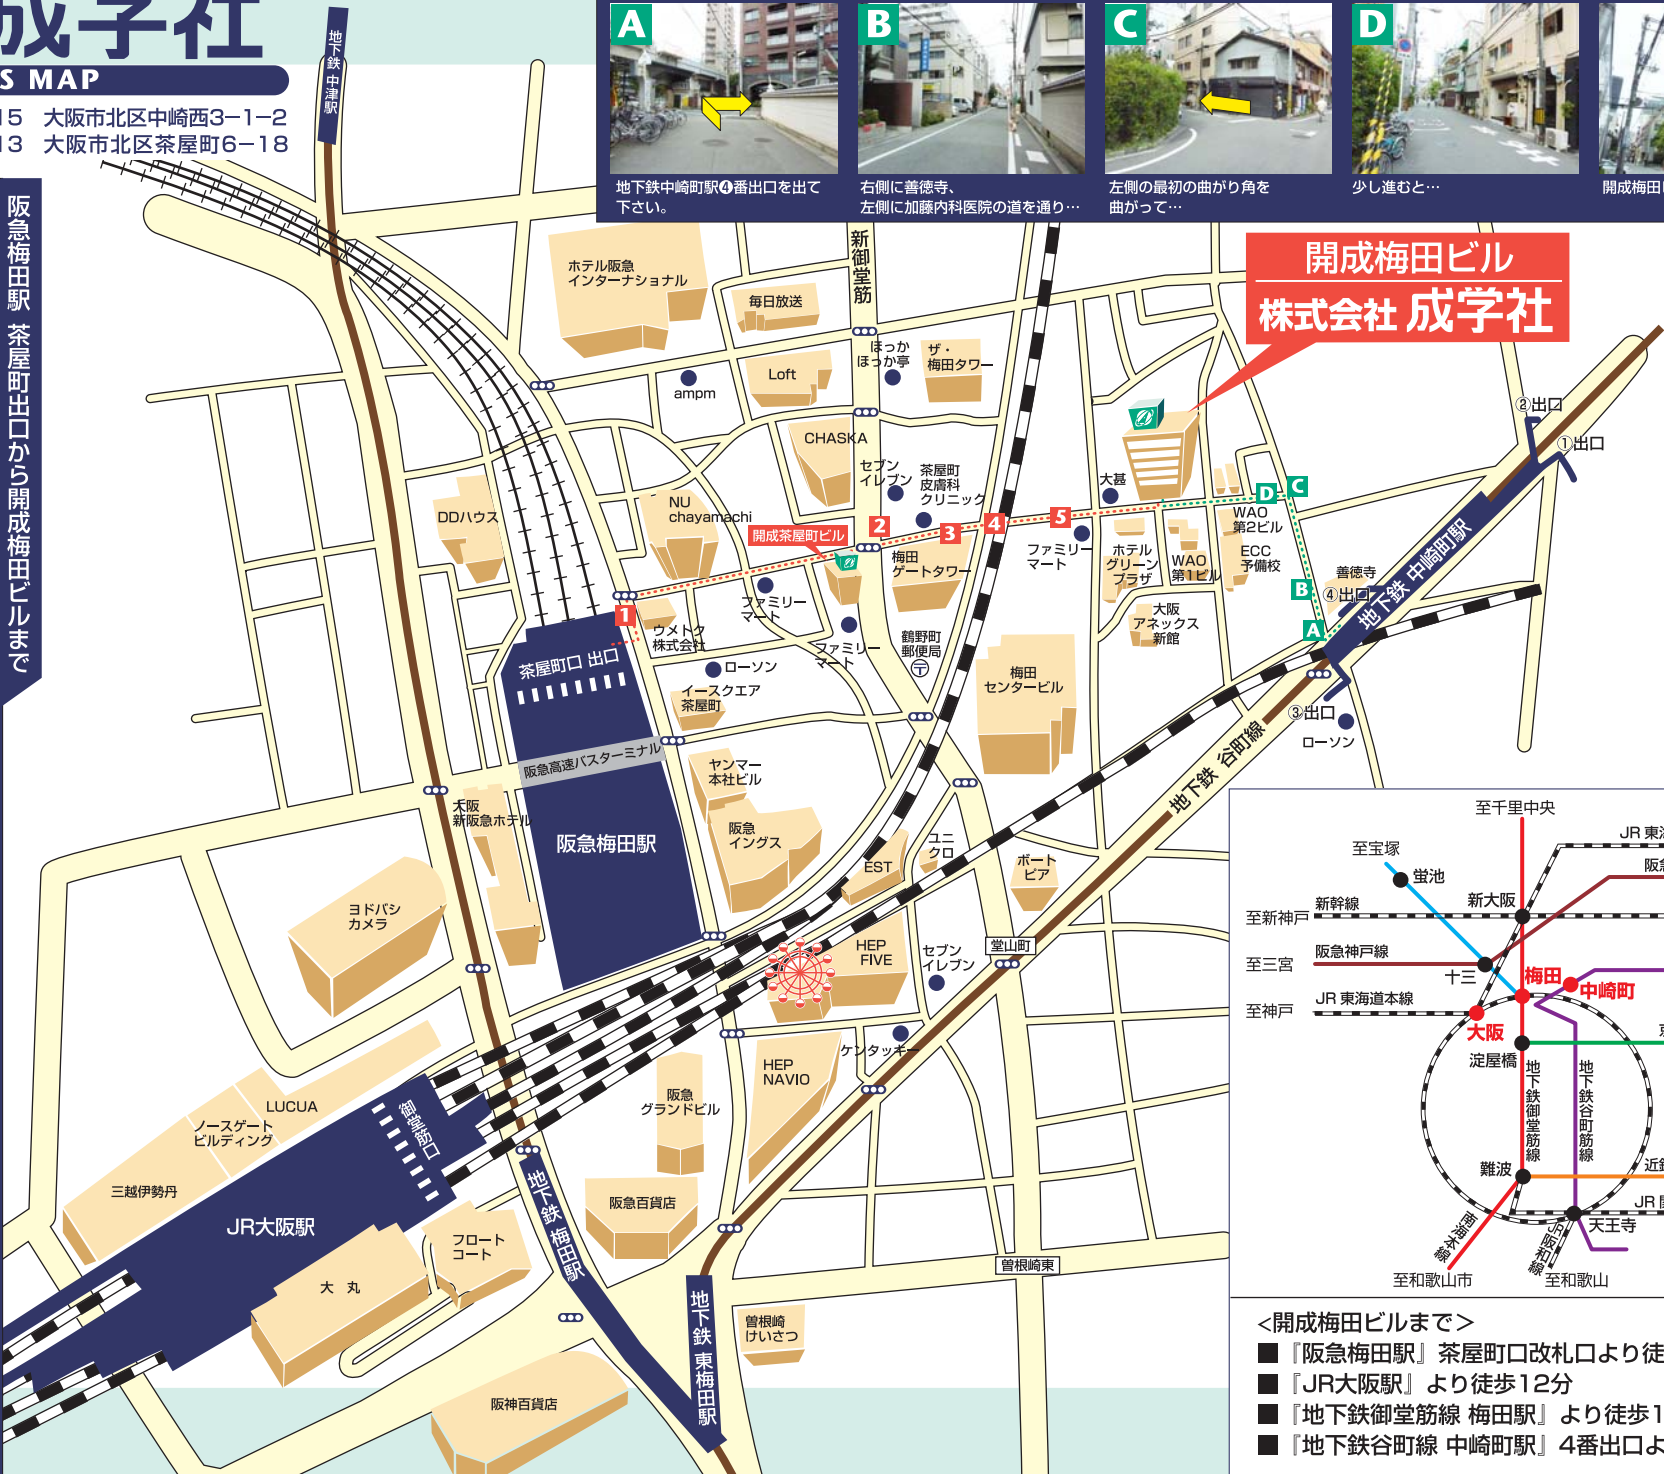 成学社
S MAP
15 大阪市北区中崎西3-1-2
13 大阪市北区茶屋町6-18
阪急梅田駅 茶屋町出口から開成梅田ビルまで
A
B
C
D
地下鉄中崎町駅❹番出口を出て
下さい。
右側に善徳寺、
左側に加藤内科医院の道を通り…
左側の最初の曲がり角を
曲がって…
少し進むと…
開成梅田
地下鉄 中津駅
新御堂筋
開成梅田ビル
株式会社 成学社
ホテル阪急
インターナショナル
毎日放送
ほっか
ほっか亭
ザ・
梅田タワー
Loft
ampm
CHASKA
セブン
イレブン
茶屋町
皮膚科
クリニック
大甚
②出口
①出口
DDハウス
NU
chayamachi
開成茶屋町ビル
1
2
3
4
5
D
C
B
A
梅田
ゲートタワー
ファミリー
マート
ホテル
グリーン
プラザ
WAO
第1ビル
WAO
第2ビル
ECC
予備校
善徳寺
④出口
地下鉄 中崎町駅
大阪
アネックス
新館
ファミリー
マート
ファミリー
マート
ウメトク
株式会社
鶴野町
郵便局
〒
茶屋町口 出口
ローソン
イースクエア
茶屋町
梅田
センタービル
③出口
ローソン
阪急高速バスターミナル
ヤンマー
本社ビル
地下鉄 谷町線
大阪
新阪急ホテル
阪急梅田駅
阪急
イングス
EST
ユニ
クロ
ボート
ピア
ヨドバシ
カメラ
HEP
FIVE
セブン
イレブン
堂山町
ケンタッキー
HEP
NAVIO
阪急
グランドビル
LUCUA
ノースゲート
ビルディング
御堂筋口
三越伊勢丹
JR大阪駅
地下鉄 梅田駅
阪急百貨店
フロート
コート
大 丸
曽根崎東
地下鉄 東梅田駅
曽根崎
けいさつ
阪神百貨店
至千里中央
至宝塚
蛍池
JR 東海
阪急
新大阪
至新神戸
新幹線
至三宮
阪急神戸線
十三
梅田
中崎町
至神戸
JR 東海道本線
大阪
淀屋橋
地下鉄御堂筋線
地下鉄谷町筋線
難波
近鉄
JR
天王寺
南海本線
JR阪和線
至和歌山市
至和歌山
<開成梅田ビルまで>
■『阪急梅田駅』茶屋町口改札口より徒
■『JR大阪駅』より徒歩12分
■『地下鉄御堂筋線 梅田駅』より徒歩1
■『地下鉄谷町線 中崎町駅』4番出口よ